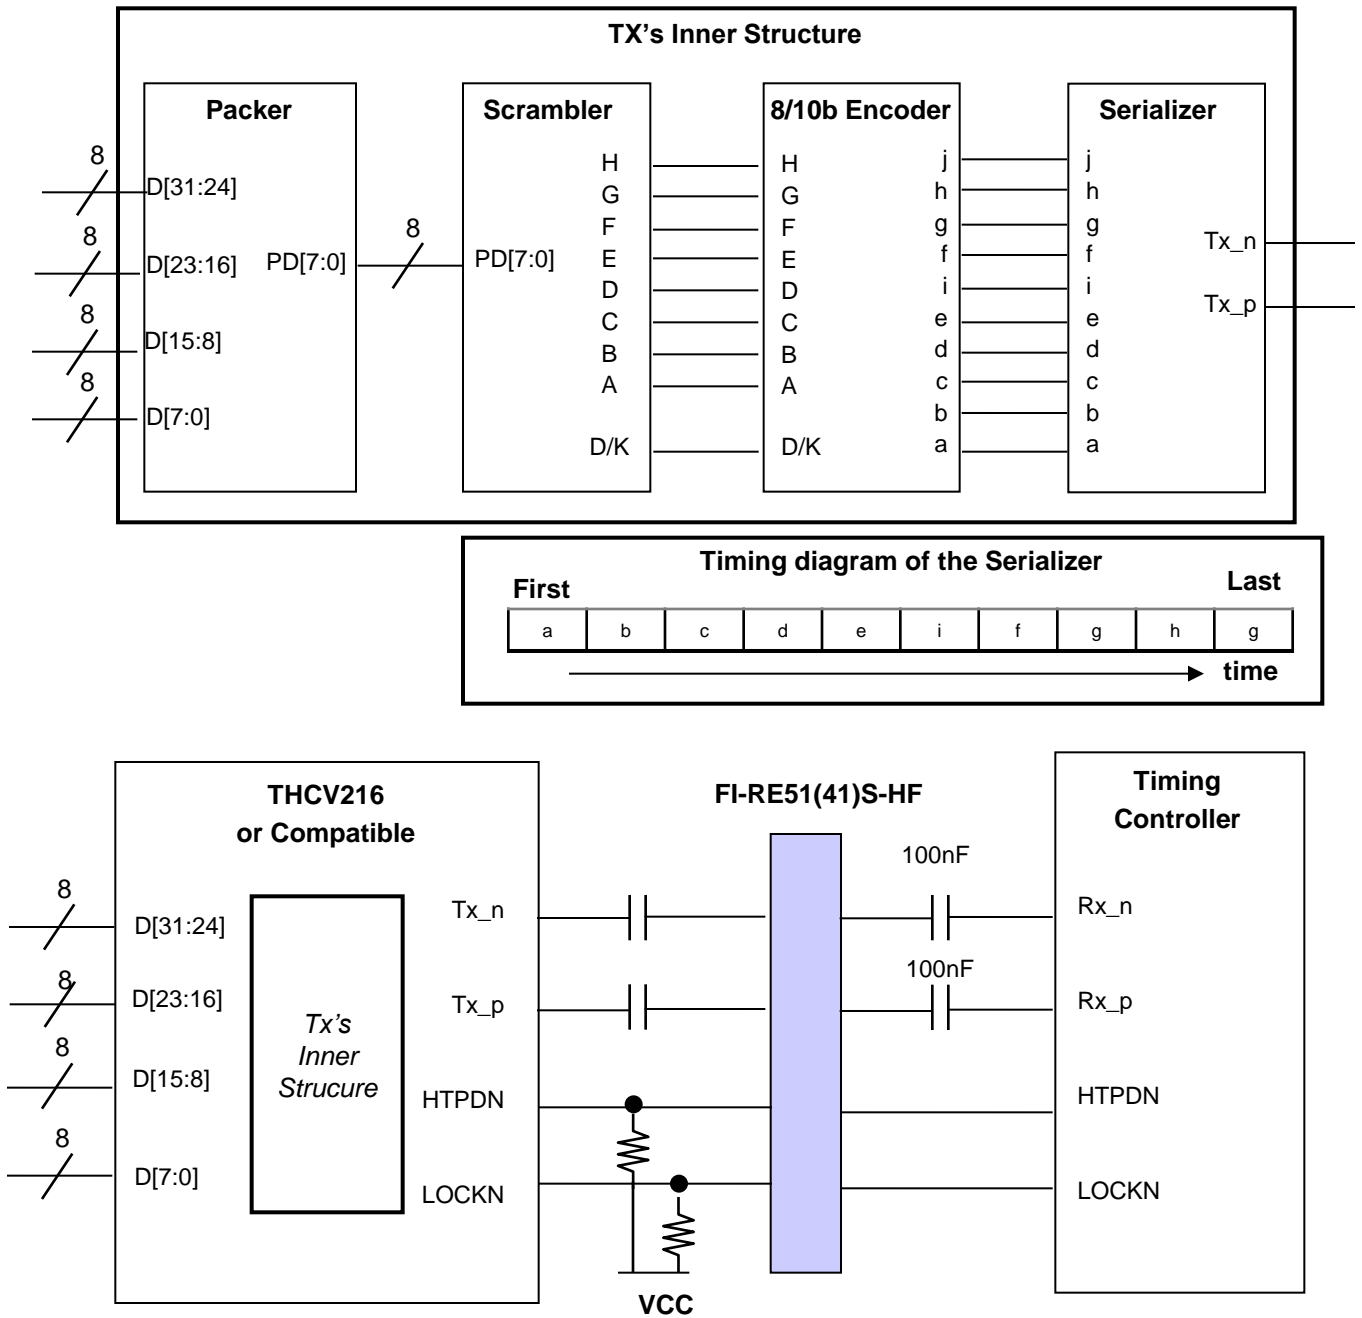 TX's Inner Structure
Packer
Scrambler
8/10b Encoder
Serializer
8
D[31:24]
8
D[23:16]
8
D[15:8]
8
D[7:0]
PD[7:0]
8
PD[7:0]
H
G
F
E
D
C
B
A
D/K
H
G
F
E
D
C
B
A
D/K
j
h
g
f
i
e
d
c
b
a
j
h
g
f
i
e
d
c
b
a
Tx_n
Tx_p
Timing diagram of the Serializer
First
Last
a b c d e i f g h g
time
THCV216
or Compatible
FI-RE51(41)S-HF
Timing
Controller
8
D[31:24]
8
D[23:16]
8
D[15:8]
8
D[7:0]
Tx's
Inner
Strucure
Tx_n
Tx_p
HTPDN
LOCKN
VCC
100nF
100nF
Rx_n
Rx_p
HTPDN
LOCKN